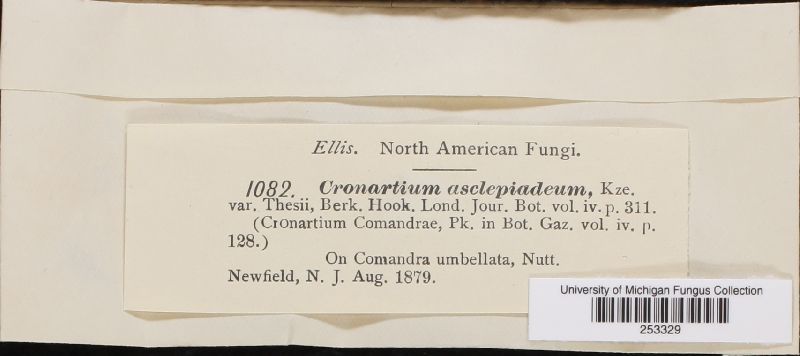 Ellis. North American Fungi.
1082. Cronartium asclepiadeum, Kze.
var. Thesii, Berk. Hook. Lond. Jour. Bot. vol. iv. p. 311.
(Cronartium Comandrae, Pk. in Bot. Gaz. vol. iv. p.
128.)
On Comandra umbellata, Nutt.
Newfield, N. J. Aug. 1879.
University of Michigan Fungus Collection
253329